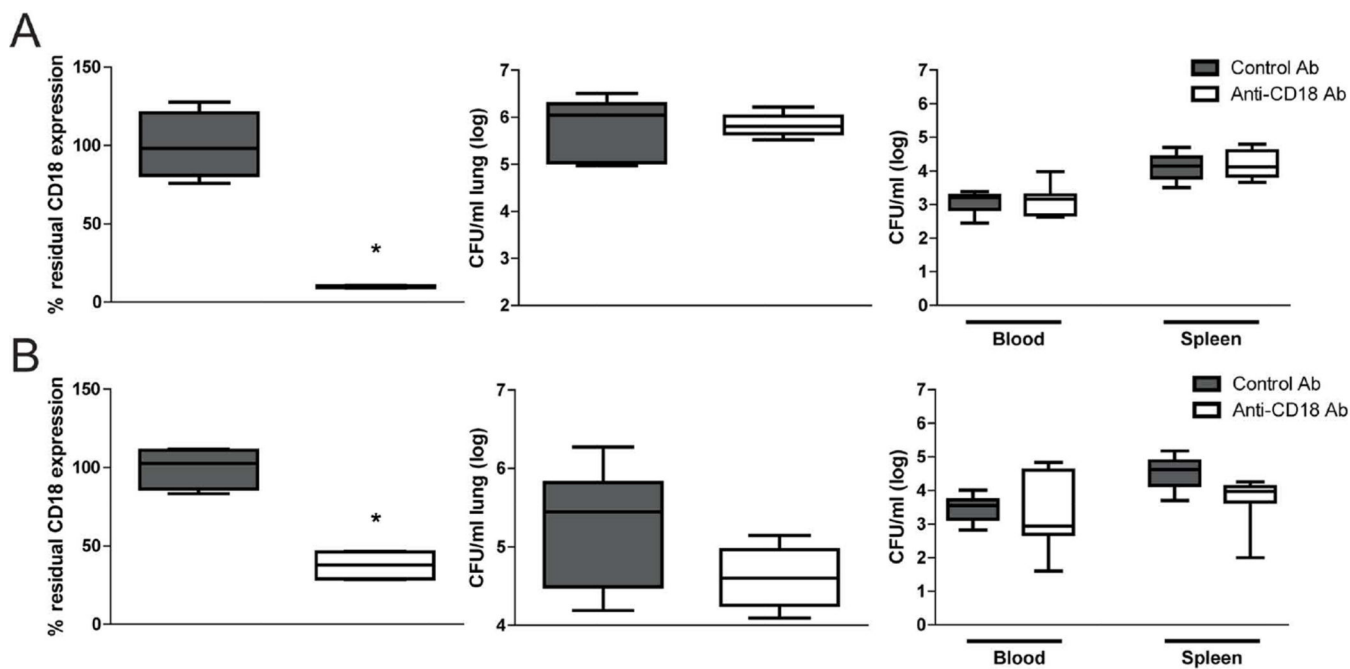 A
% residual CD18 expression
150
100
50
0
*
CFU/ml lung (log)
7
6
5
4
3
2
CFU/ml (log)
7
6
5
4
3
2
1
0
Control Ab
Anti-CD18 Ab
Blood
Spleen
B
% residual CD18 expression
150
100
50
0
*
CFU/ml lung (log)
7
6
5
4
CFU/ml (log)
7
6
5
4
3
2
1
0
Control Ab
Anti-CD18 Ab
Blood
Spleen